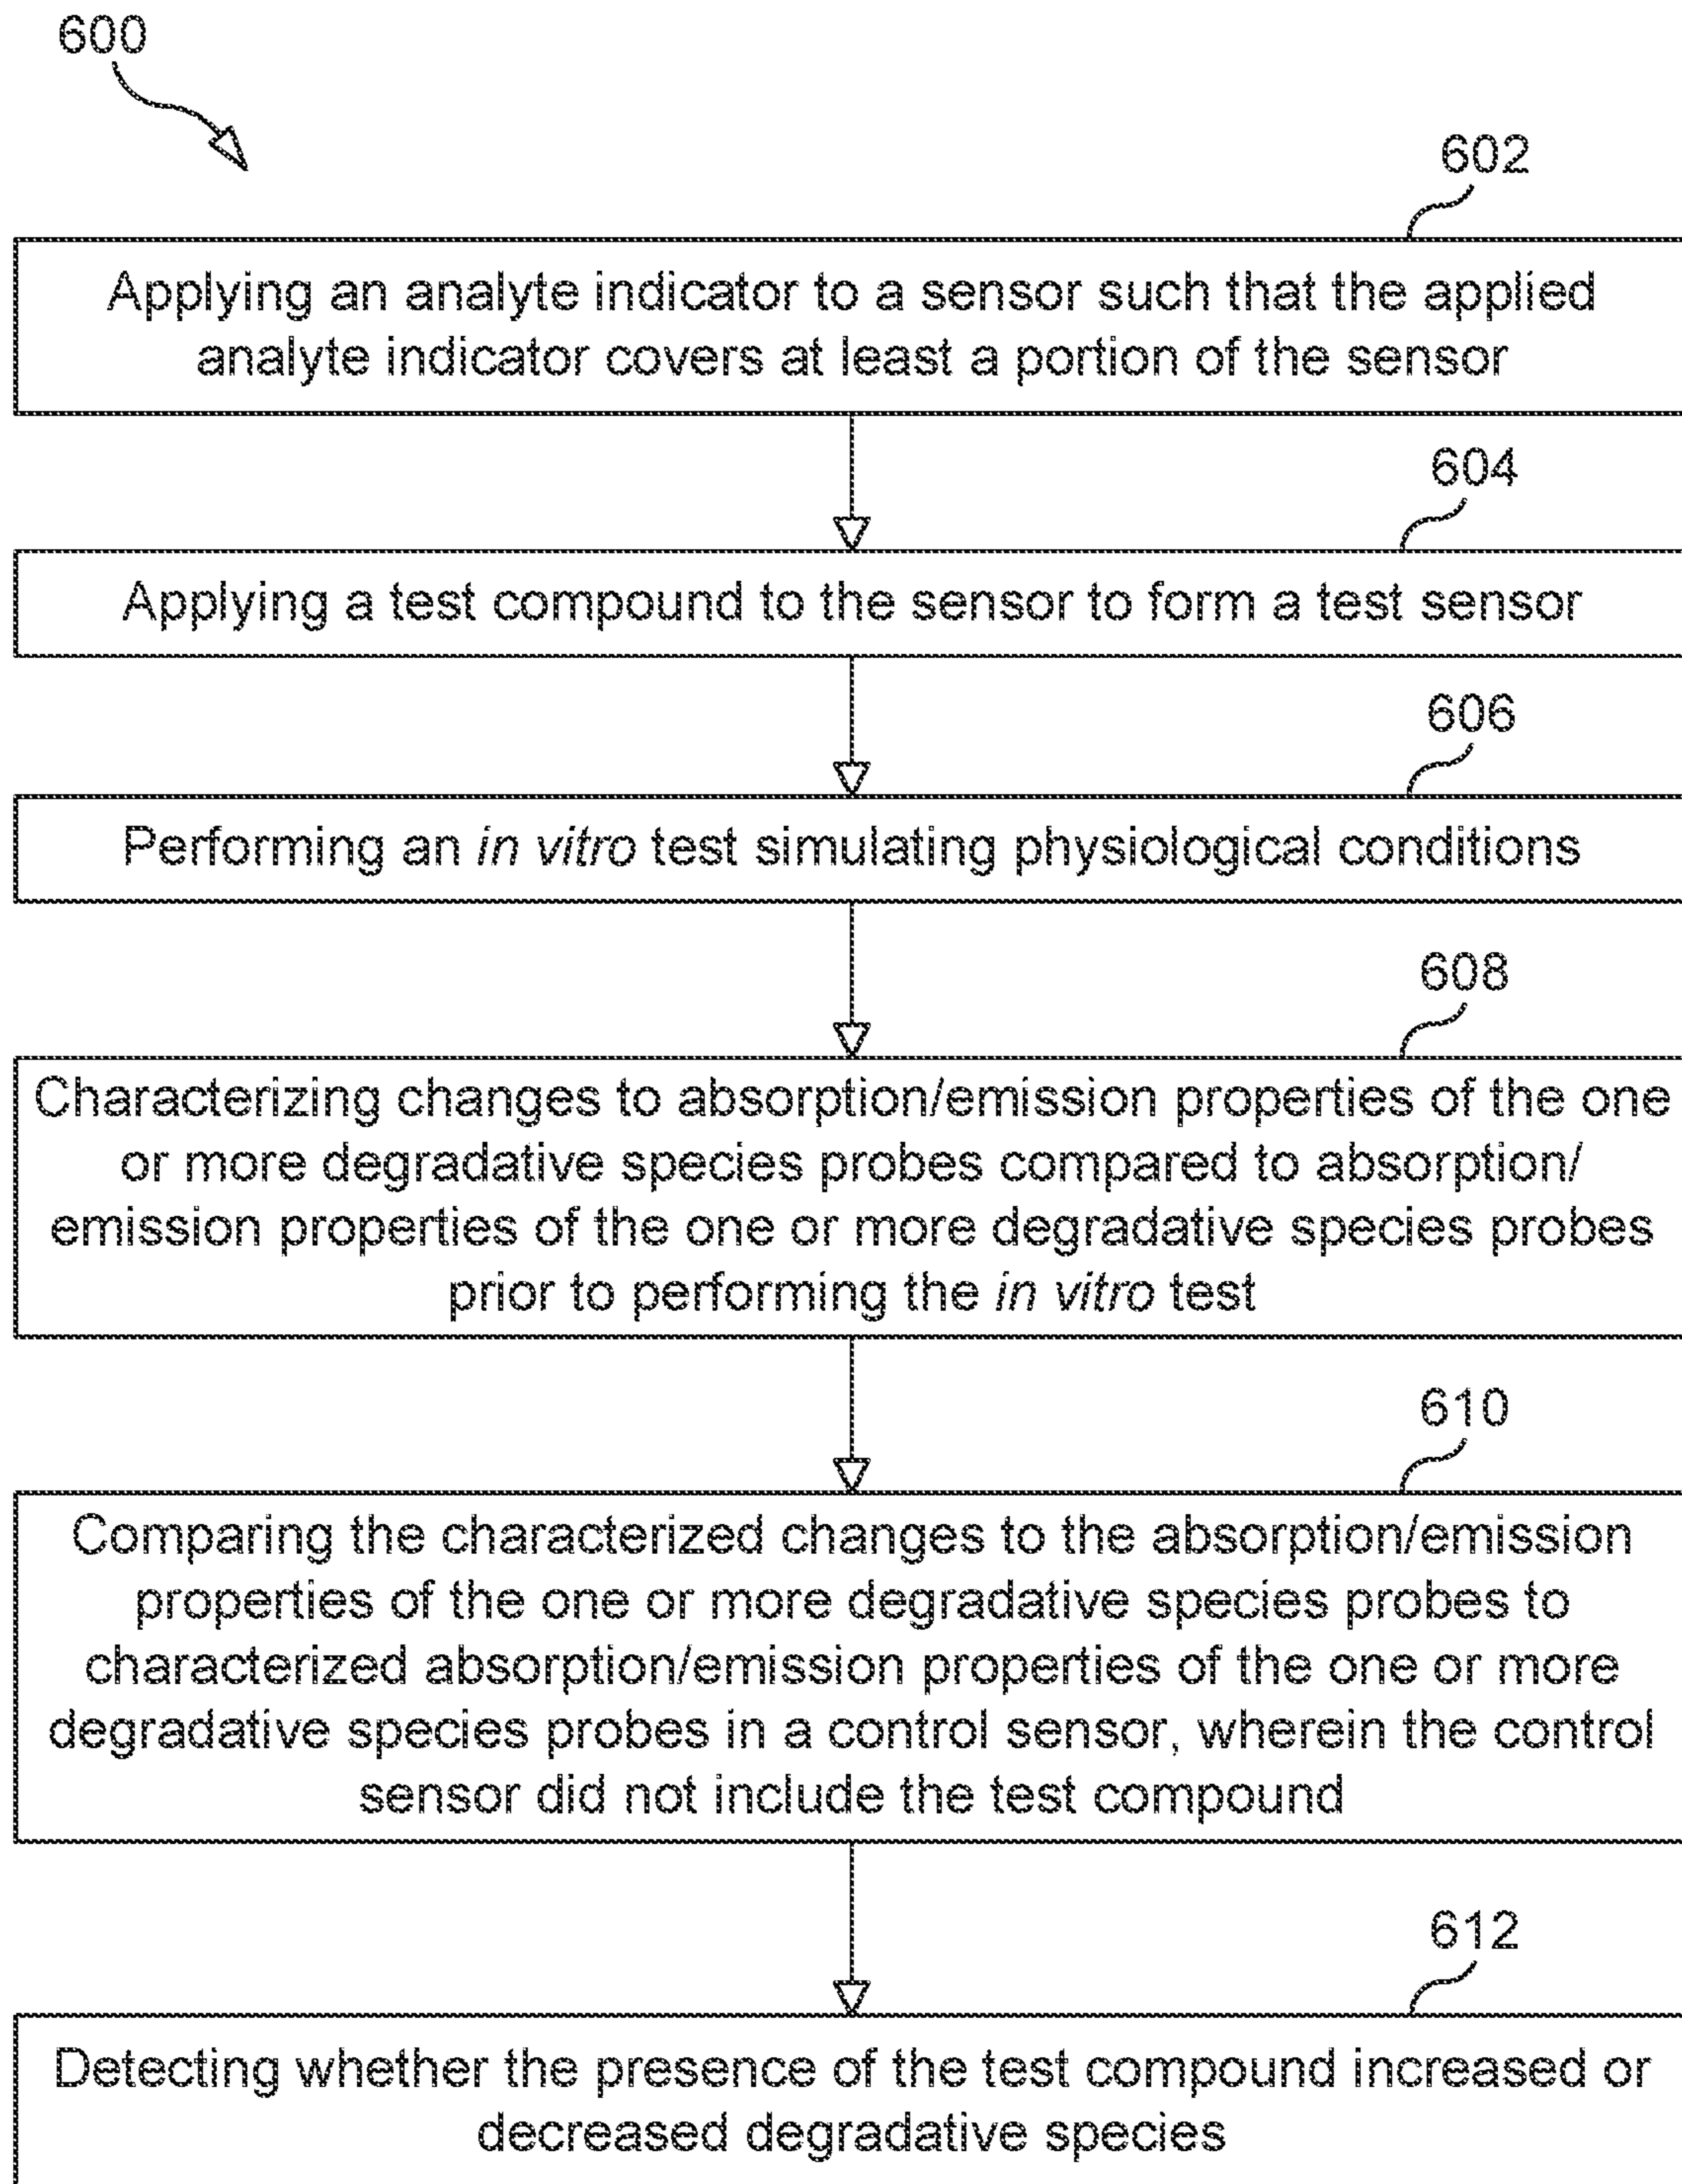 600
602
Applying an analyte indicator to a sensor such that the applied
analyte indicator covers at least a portion of the sensor
604
Applying a test compound to the sensor to form a test sensor
606
Performing an in vitro test simulating physiological conditions
608
Characterizing changes to absorption/emission properties of the one
or more degradative species probes compared to absorption/
emission properties of the one or more degradative species probes
prior to performing the in vitro test
610
Comparing the characterized changes to the absorption/emission
properties of the one or more degradative species probes to
characterized absorption/emission properties of the one or more
degradative species probes in a control sensor, wherein the control
sensor did not include the test compound
612
Detecting whether the presence of the test compound increased or
decreased degradative species